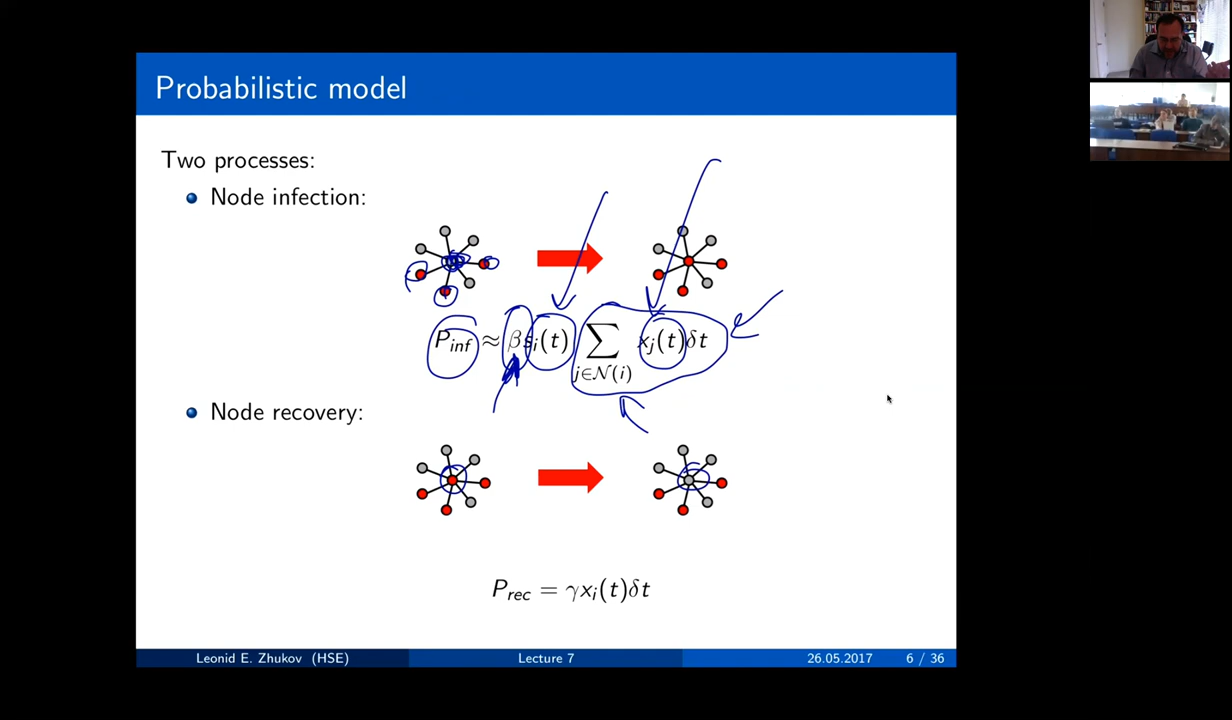 Probabilistic model
Two processes:
Node infection:
P_inf ≈ βs_i(t) ∑_{j∈N(i)} x_j(t)δt
Node recovery:
P_rec = γx_i(t)δt
Leonid E. Zhukov (HSE) Lecture 7 26.05.2017 6 / 36